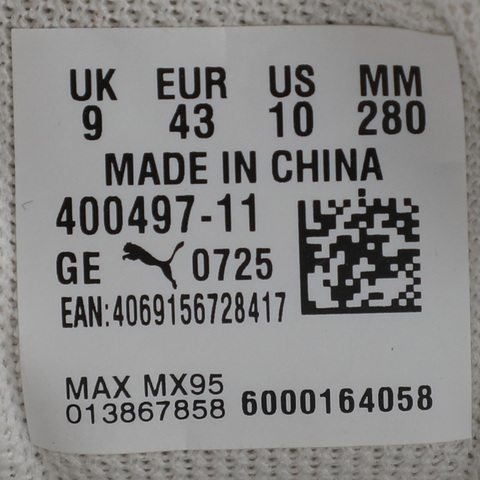 UK EUR US MM
9 43 10 280
MADE IN CHINA
400497-11
GE 0725
EAN:4069156728417
MAX MX95
013867858 6000164058